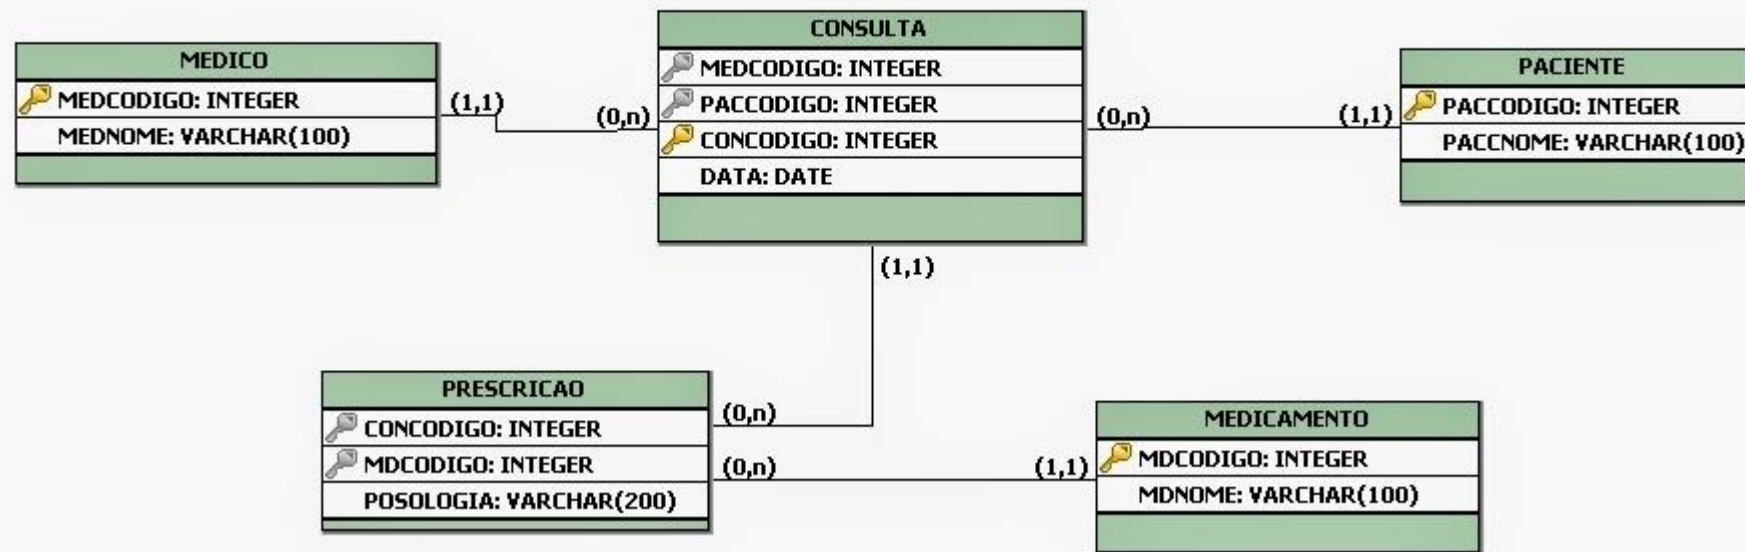 MEDICO
MEDCODIGO: INTEGER
MEDNOME: VARCHAR(100)
(1,1)
(0,n)
CONSULTA
MEDCODIGO: INTEGER
PACCODIGO: INTEGER
CONCODIGO: INTEGER
DATA: DATE
(0,n)
(1,1)
PACIENTE
PACCODIGO: INTEGER
PACCNOME: VARCHAR(100)
(1,1)
PRESCRICAO
CONCODIGO: INTEGER
MDCODIGO: INTEGER
POSOLOGIA: VARCHAR(200)
(0,n)
(0,n)
(1,1)
MEDICAMENTO
MDCODIGO: INTEGER
MDNOME: VARCHAR(100)